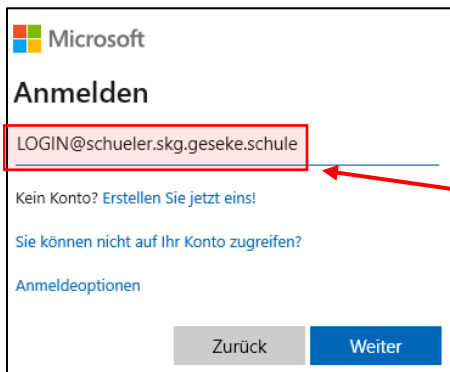 Microsoft
Anmelden
LOGIN@schueler.skg.geseke.schule
Kein Konto? Erstellen Sie jetzt eins!
Sie können nicht auf Ihr Konto zugreifen?
Anmeldeoptionen
Zurück Weiter